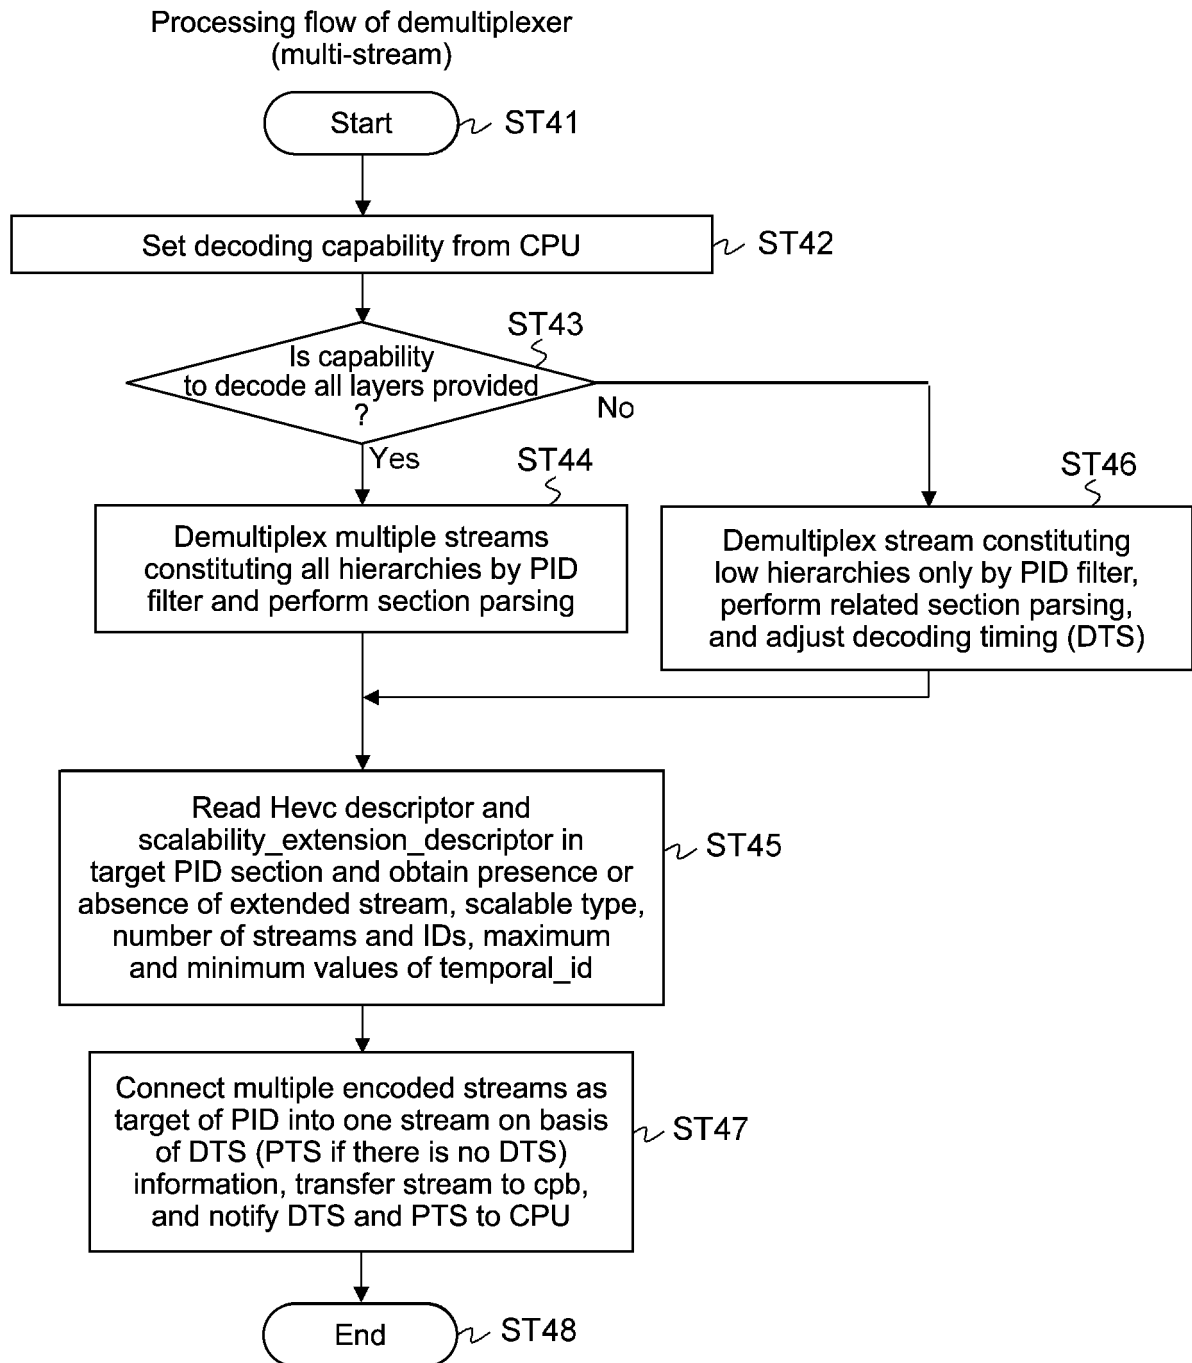 Processing flow of demultiplexer
(multi-stream)
Start
ST41
Set decoding capability from CPU
ST42
ST43
Is capability
to decode all layers provided
?
No
Yes
ST44
Demultiplex multiple streams
constituting all hierarchies by PID
filter and perform section parsing
ST46
Demultiplex stream constituting
low hierarchies only by PID filter,
perform related section parsing,
and adjust decoding timing (DTS)
Read Hevc descriptor and
scalability_extension_descriptor in
target PID section and obtain presence or
absence of extended stream, scalable type,
number of streams and IDs, maximum
and minimum values of temporal_id
ST45
Connect multiple encoded streams as
target of PID into one stream on basis
of DTS (PTS if there is no DTS)
information, transfer stream to cpb,
and notify DTS and PTS to CPU
ST47
End
ST48